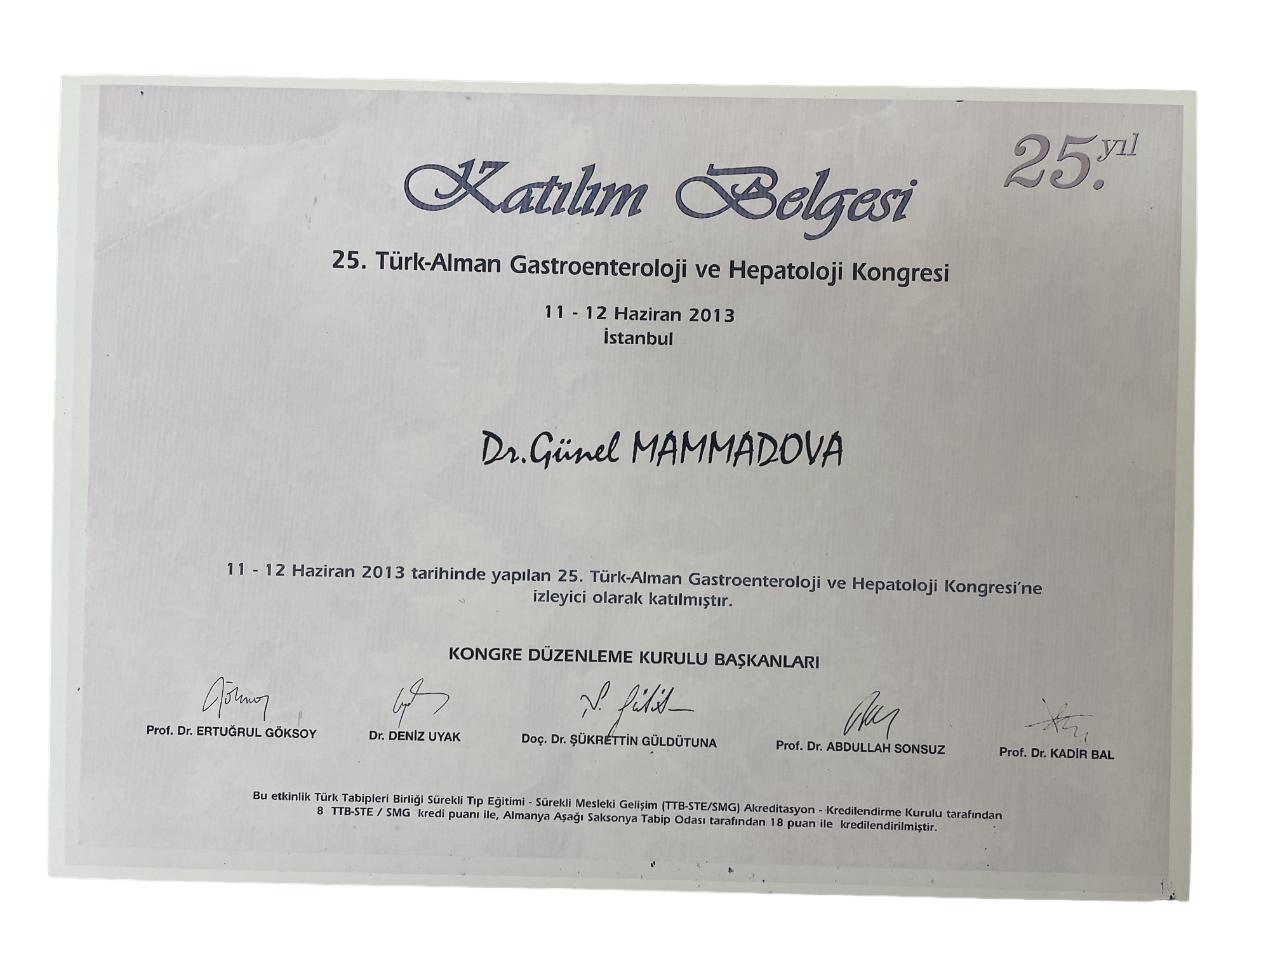 25. yıl
Katılım Belgesi
25. Türk-Alman Gastroenteroloji ve Hepatoloji Kongresi
11 - 12 Haziran 2013
İstanbul
Dr.Günel MAMMADOVA
11 - 12 Haziran 2013 tarihinde yapılan 25. Türk-Alman Gastroenteroloji ve Hepatoloji Kongresi'ne
izleyici olarak katılmıştır.
KONGRE DÜZENLEME KURULU BAŞKANLARI
Prof. Dr. ERTUĞRUL GÖKSOY
Dr. DENİZ UYAK
Doç. Dr. ŞÜKRETTİN GÜLDÜTUNA
Prof. Dr. ABDULLAH SONSUZ
Prof. Dr. KADİR BAL
Bu etkinlik Türk Tabipleri Birliği Sürekli Tıp Eğitimi - Sürekli Mesleki Gelişim (TTB-STE/SMG) Akreditasyon - Kredilendirme Kurulu tarafından
8 TTB-STE / SMG kredi puanı ile, Almanya Aşağı Saksonya Tabip Odası tarafından 18 puan ile kredilendirilmiştir.